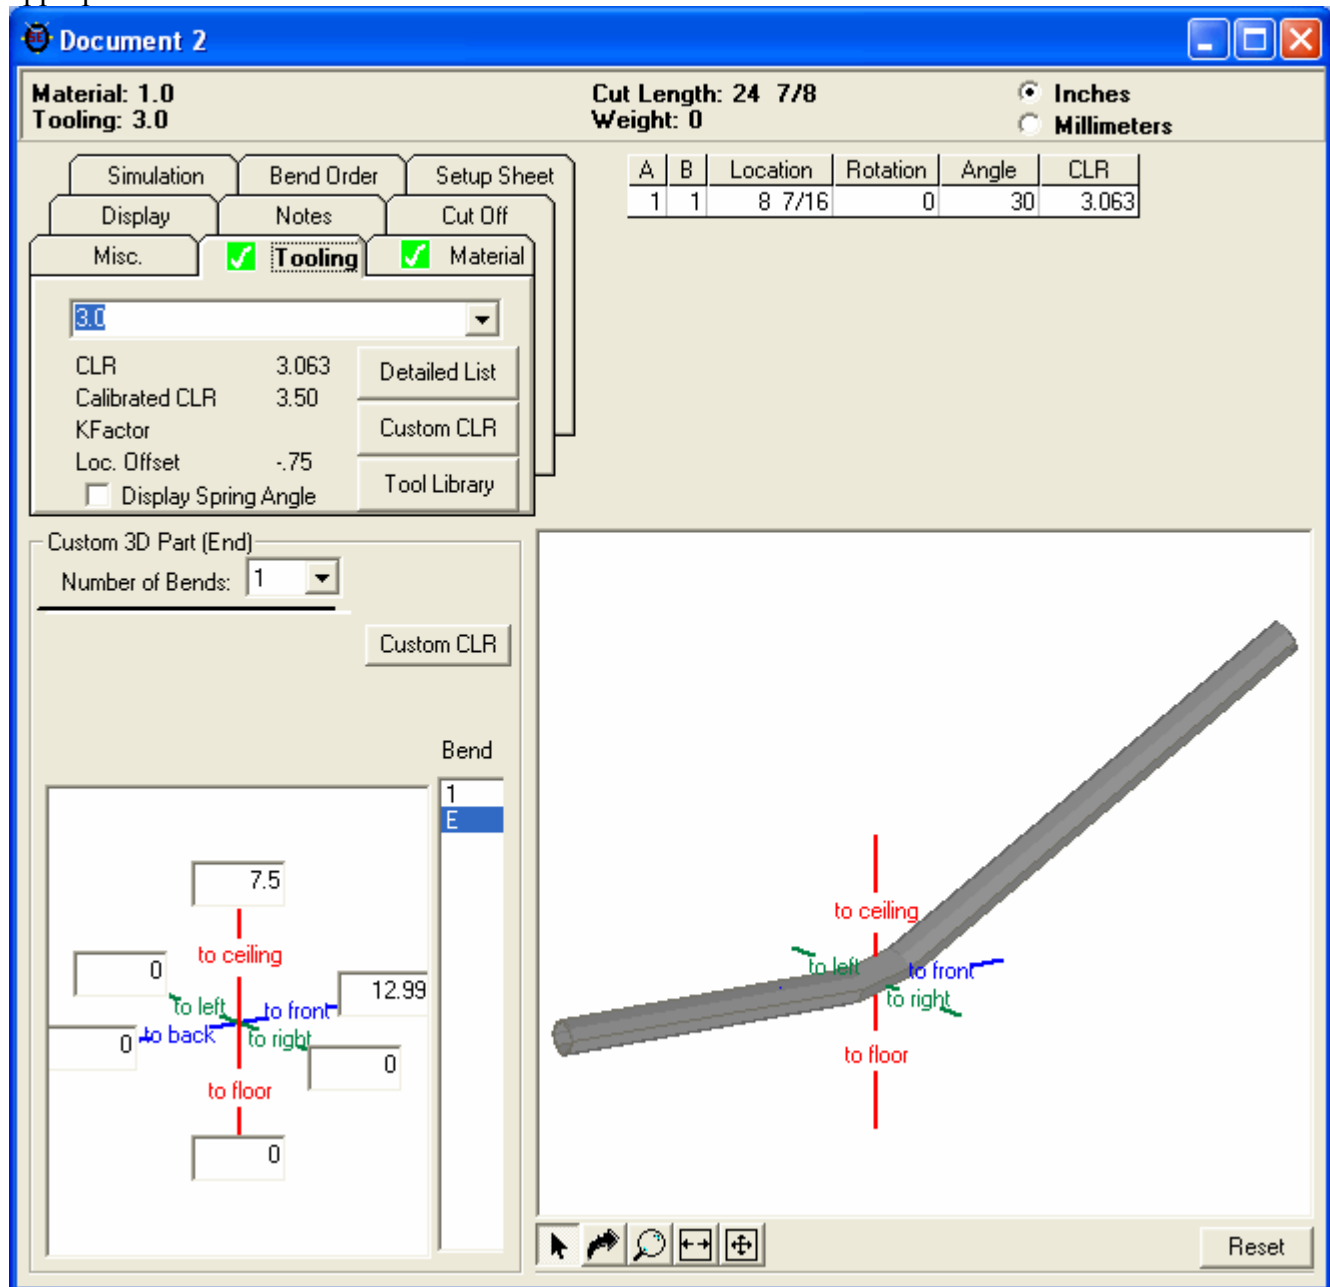 Document 2
Material: 1.0
Tooling: 3.0
Cut Length: 24 7/8
Weight: 0
Inches
Millimeters
Simulation Bend Order Setup Sheet
Display Notes Cut Off
Misc. Tooling Material
3.0
CLR 3.063
Calibrated CLR 3.50
KFactor
Loc. Offset -.75
Display Spring Angle
Detailed List
Custom CLR
Tool Library
A B Location Rotation Angle CLR
1 1 8 7/16 0 30 3.063
Custom 3D Part (End)
Number of Bends: 1
Custom CLR
Bend
1
E
7.5
to ceiling
0
to left
to front
12.99
0
to back
to right
0
to floor
0
to ceiling
to left
to front
to right
to floor
Reset